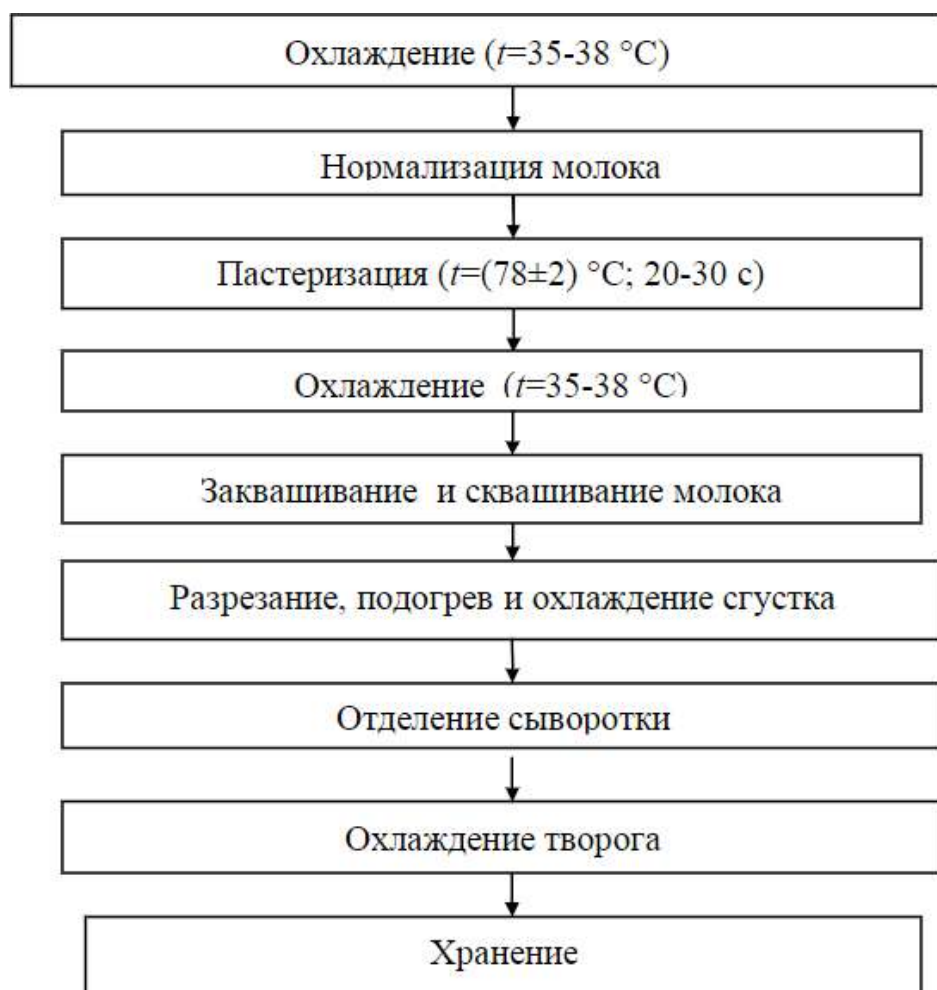 Охлаждение (t=35-38 °C)
Нормализация молока
Пастеризация (t=(78±2) °C; 20-30 с)
Охлаждение (t=35-38 °C)
Заквашивание и сквашивание молока
Разрезание, подогрев и охлаждение сгустка
Отделение сыворотки
Охлаждение творога
Хранение